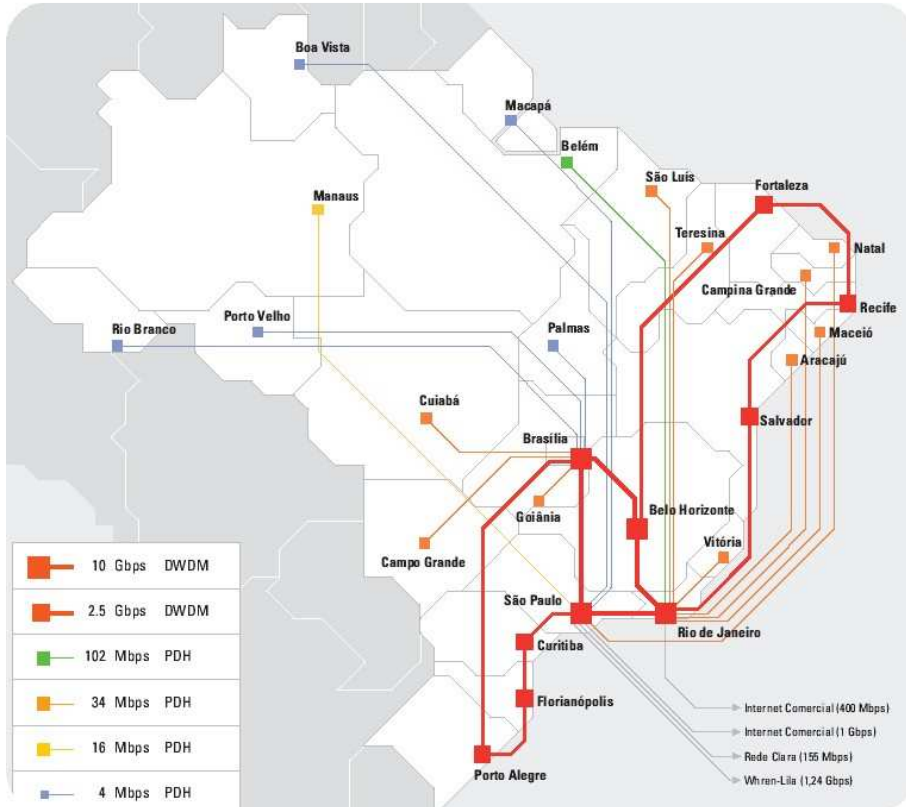 Boa Vista
Macapá
Belém
São Luís
Fortaleza
Manaus
Teresina
Natal
Campina Grande
Recife
Rio Branco
Porto Velho
Palmas
Maceió
Aracajú
Cuiabá
Salvador
Brasília
Goiânia
Belo Horizonte
Vitória
Campo Grande
São Paulo
Rio de Janeiro
Curitiba
Florianópolis
Porto Alegre
10 Gbps DWDM
2.5 Gbps DWDM
102 Mbps PDH
34 Mbps PDH
16 Mbps PDH
4 Mbps PDH
Internet Comercial (400 Mbps)
Internet Comercial (1 Gbps)
Rede Clara (155 Mbps)
Whren-Lila (1,24 Gbps)